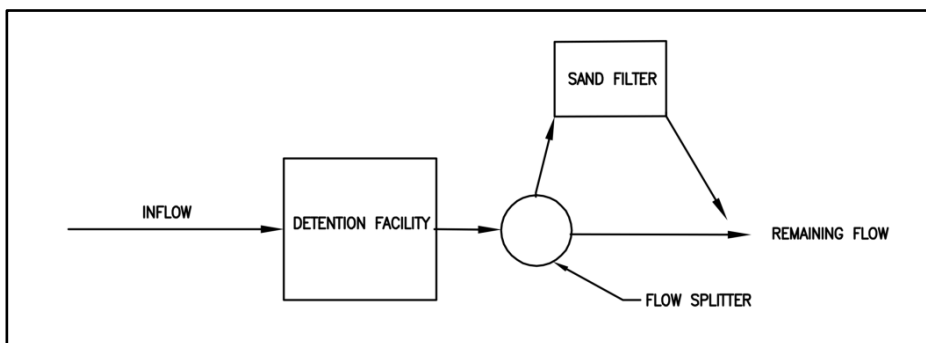 SAND FILTER
INFLOW
DETENTION FACILITY
REMAINING FLOW
FLOW SPLITTER